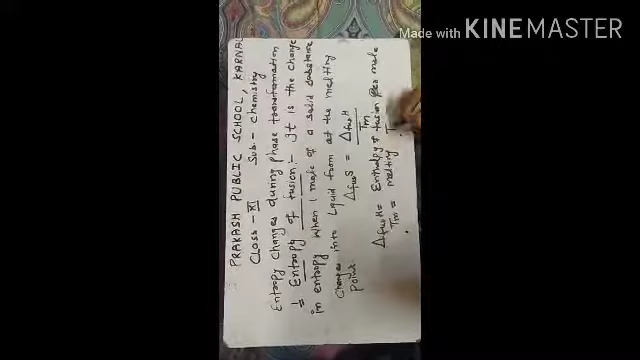 Made with KINEMASTER
PRAKASH PUBLIC SCHOOL, KARNAL
Class - XI Sub. - chemistry
Entropy changes during phase transformation
1= Entropy of fusion:- It is the change
in entropy when 1 mole of a solid substance
changes into liquid from at the melting
point.
ΔfusS = ΔfusH
Tm
ΔfusH = Enthalpy of fusion per mole
Tm = melting